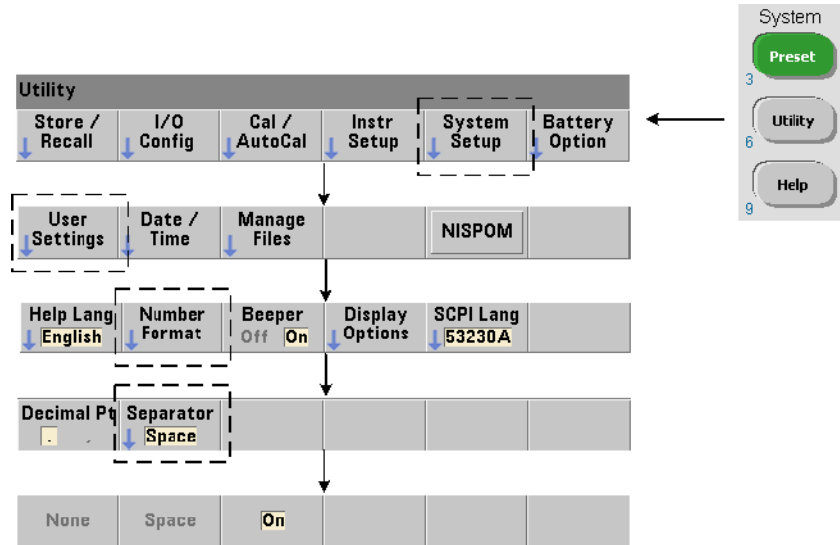 System
Preset
3
Utility
6
Help
9
Utility
Store / Recall
I/O Config
Cal / AutoCal
Instr Setup
System Setup
Battery Option
User Settings
Date / Time
Manage Files
NISPOM
Help Lang
English
Number Format
Beeper
Off On
Display Options
SCPI Lang
53230A
Decimal Pt
. ,
Separator
Space
None
Space
On